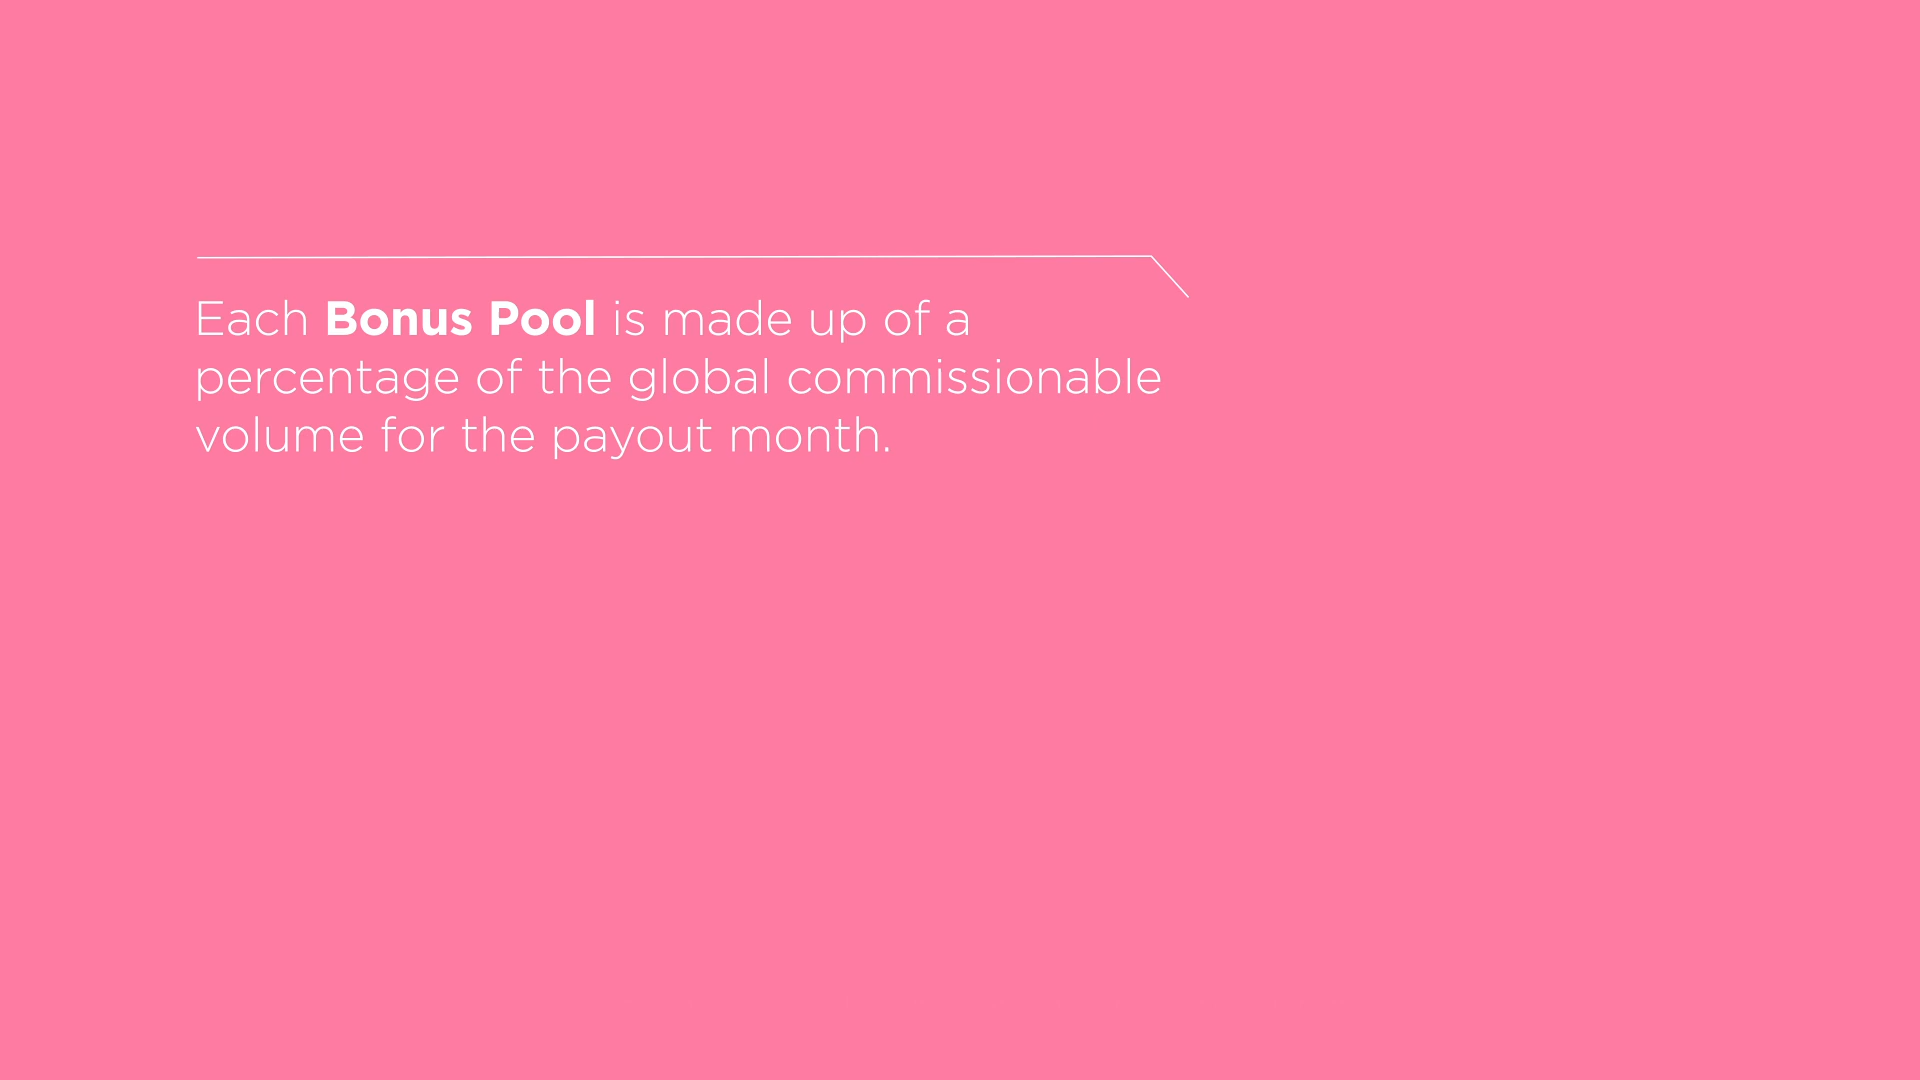 Each Bonus Pool is made up of a
percentage of the global commissionable
volume for the payout month.